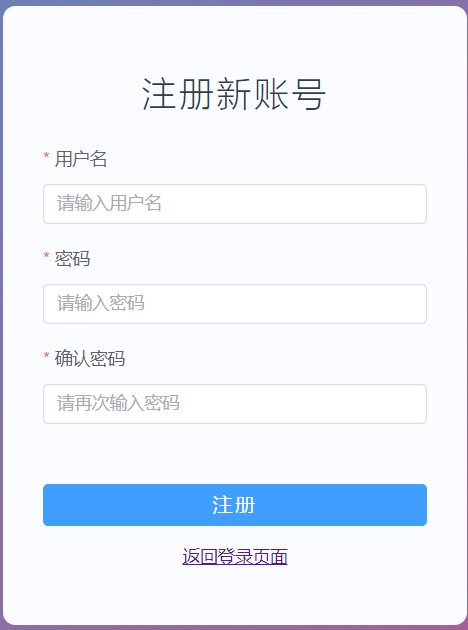 注册新账号
* 用户名
请输入用户名
* 密码
请输入密码
* 确认密码
请再次输入密码
注册
返回登录页面